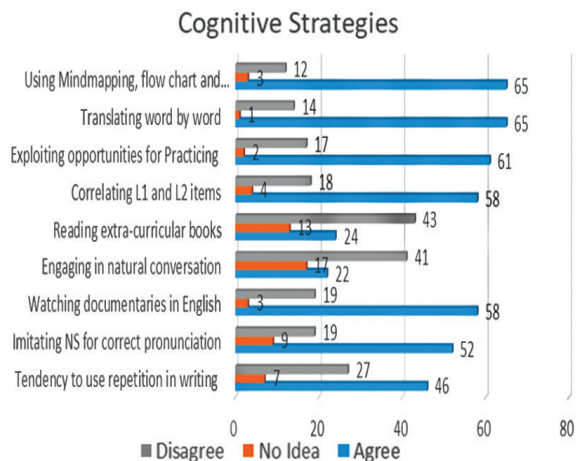 Cognitive Strategies
Using Mindmapping, flow chart and... 12 3 65
Translating word by word 14 1 65
Exploiting opportunities for Practicing 17 2 61
Correlating L1 and L2 items 18 4 58
Reading extra-curricular books 43 13 24
Engaging in natural conversation 41 17 22
Watching documentaries in English 19 3 58
Imitating NS for correct pronunciation 19 9 52
Tendency to use repetition in writing 27 7 46
0 20 40 60 80
Disagree No Idea Agree